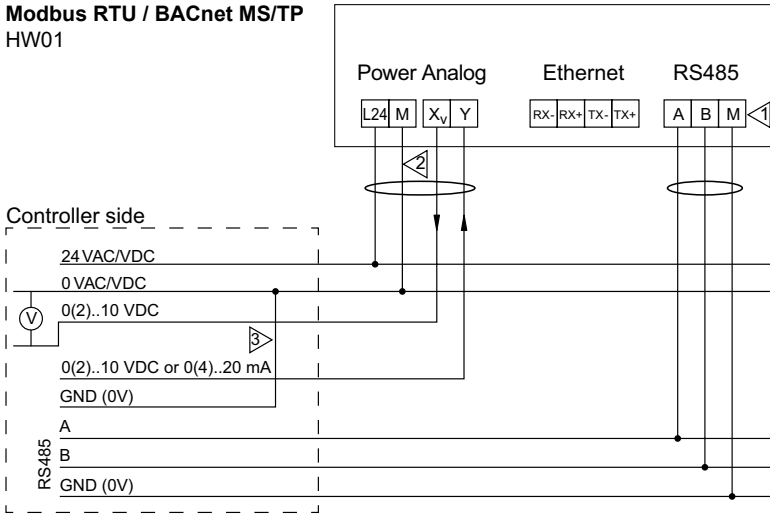 Modbus RTU / BACnet MS/TP
HW01
Power Analog Ethernet RS485
L24 M Xv Y RX- RX+ TX- TX+ A B M 1
2
Controller side
24 VAC/VDC
0 VAC/VDC
V 0(2)..10 VDC
3
0(2)..10 VDC or 0(4)..20 mA
GND (0V)
RS485
A
B
GND (0V)